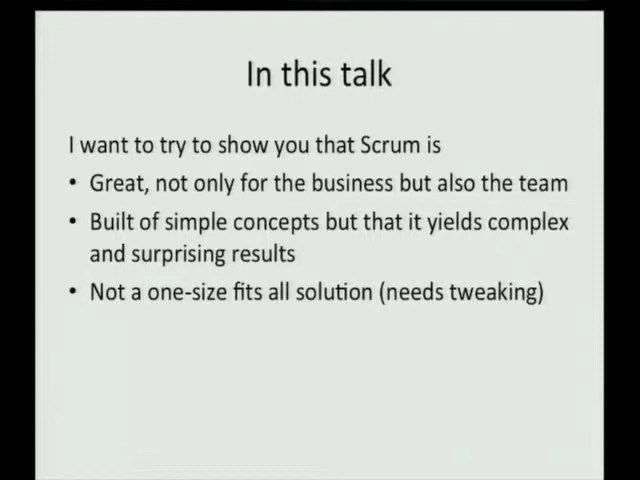 In this talk
I want to try to show you that Scrum is
• Great, not only for the business but also the team
• Built of simple concepts but that it yields complex
and surprising results
• Not a one-size fits all solution (needs tweaking)